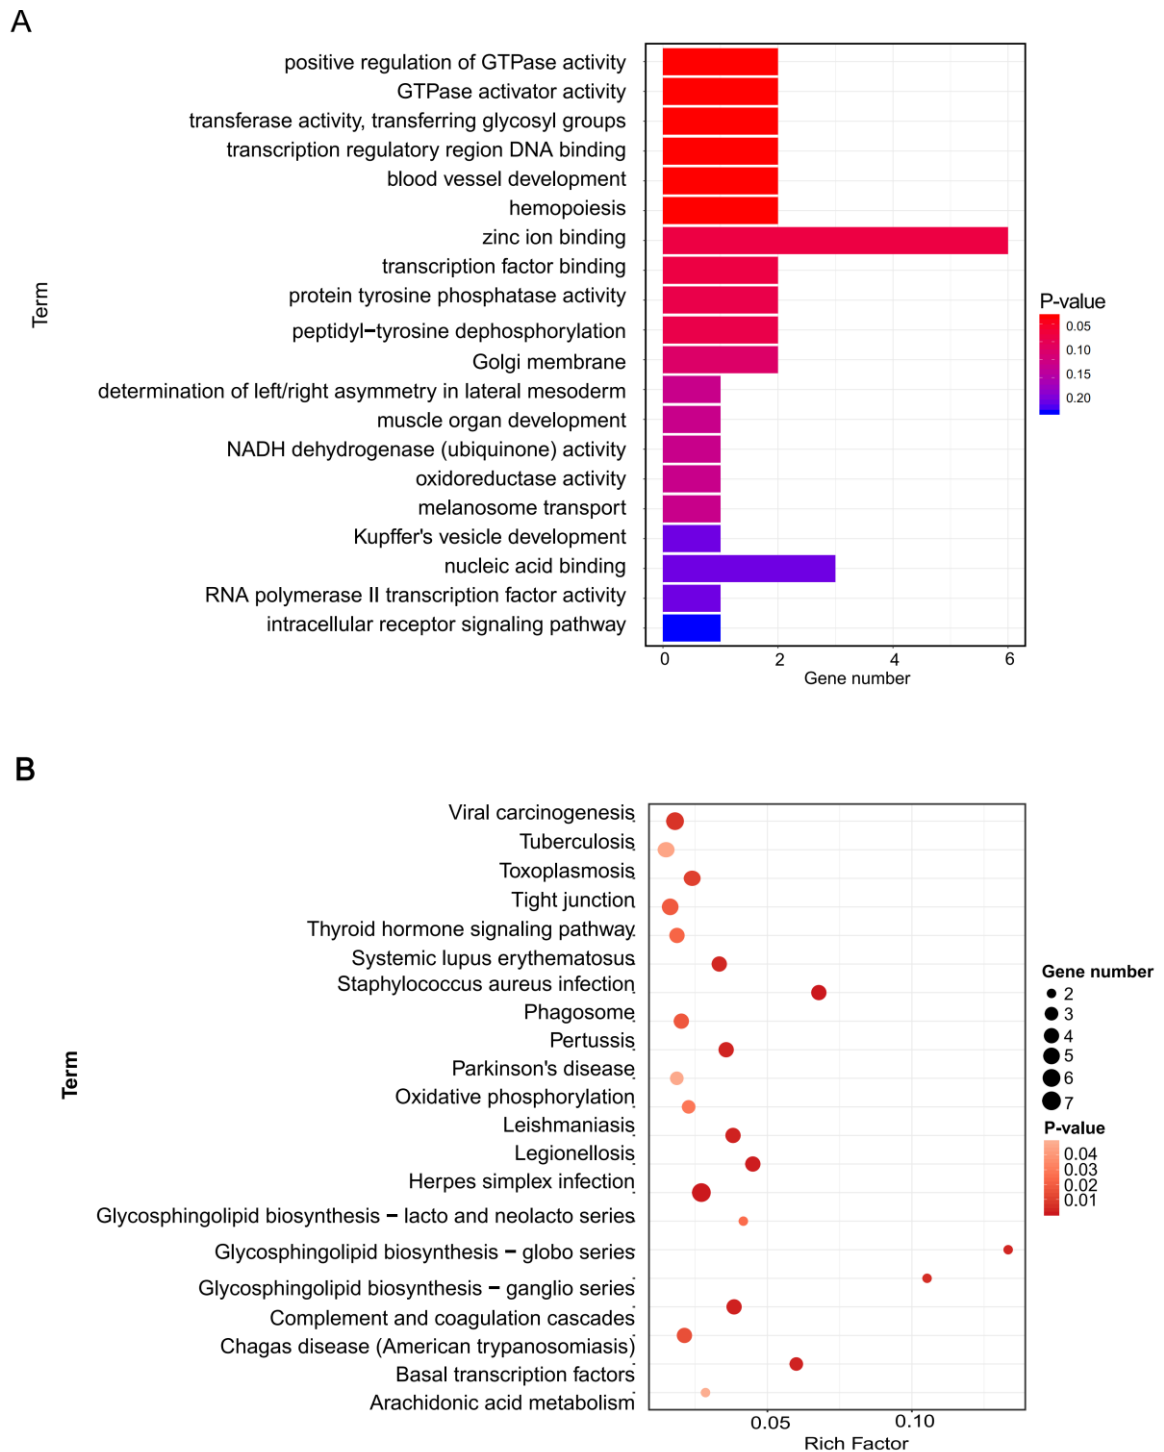 A
positive regulation of GTPase activity
GTPase activator activity
transferase activity, transferring glycosyl groups
transcription regulatory region DNA binding
blood vessel development
hemopoiesis
zinc ion binding
transcription factor binding
protein tyrosine phosphatase activity
peptidyl−tyrosine dephosphorylation
Golgi membrane
determination of left/right asymmetry in lateral mesoderm
muscle organ development
NADH dehydrogenase (ubiquinone) activity
oxidoreductase activity
melanosome transport
Kupffer's vesicle development
nucleic acid binding
RNA polymerase II transcription factor activity
intracellular receptor signaling pathway
Term
0 2 4 6
Gene number
P-value
0.05
0.10
0.15
0.20
B
Viral carcinogenesis
Tuberculosis
Toxoplasmosis
Tight junction
Thyroid hormone signaling pathway
Systemic lupus erythematosus
Staphylococcus aureus infection
Phagosome
Pertussis
Parkinson's disease
Oxidative phosphorylation
Leishmaniasis
Legionellosis
Herpes simplex infection
Glycosphingolipid biosynthesis − lacto and neolacto series
Glycosphingolipid biosynthesis − globo series
Glycosphingolipid biosynthesis − ganglio series
Complement and coagulation cascades
Chagas disease (American trypanosomiasis)
Basal transcription factors
Arachidonic acid metabolism
Term
0.05 0.10
Rich Factor
Gene number
2
3
4
5
6
7
P-value
0.04
0.03
0.02
0.01